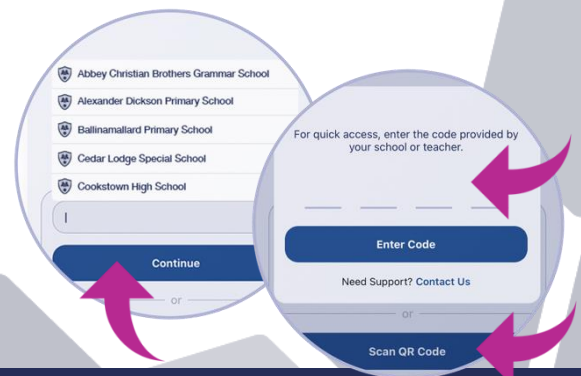 Abbey Christian Brothers Grammar School
Alexander Dickson Primary School
Ballinamallard Primary School
Cedar Lodge Special School
Cookstown High School
Continue
or
For quick access, enter the code provided by
your school or teacher.
Enter Code
Need Support? Contact Us
or
Scan QR Code